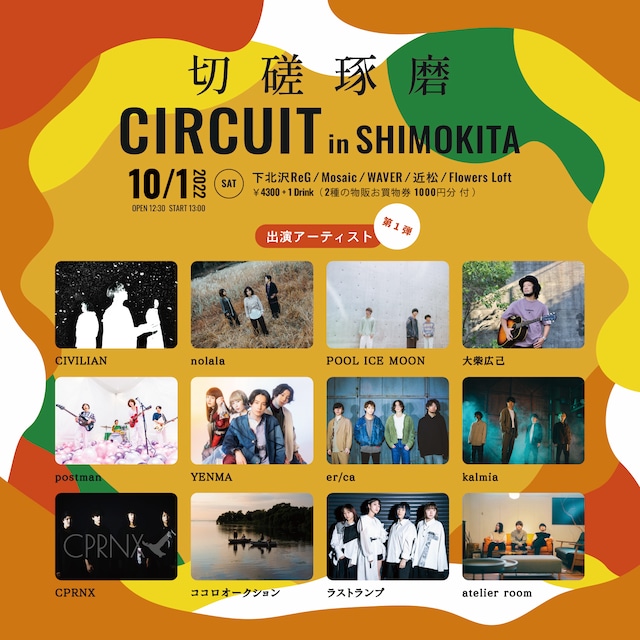 切磋琢磨
CIRCUIT in SHIMOKITA
10/1 2022 SAT
OPEN 12:30 START 13:00
下北沢ReG / Mosaic / WAVER / 近松 / Flowers Loft
¥4300 + 1 Drink（2種の物販お買物券 1000円分 付）
出演アーティスト
第1弾
CIVILIAN
nolala
POOL ICE MOON
大柴広己
postman
YENMA
er/ca
kalmia
CPRNX
CPRNX
ココロオークション
ラストランプ
atelier room